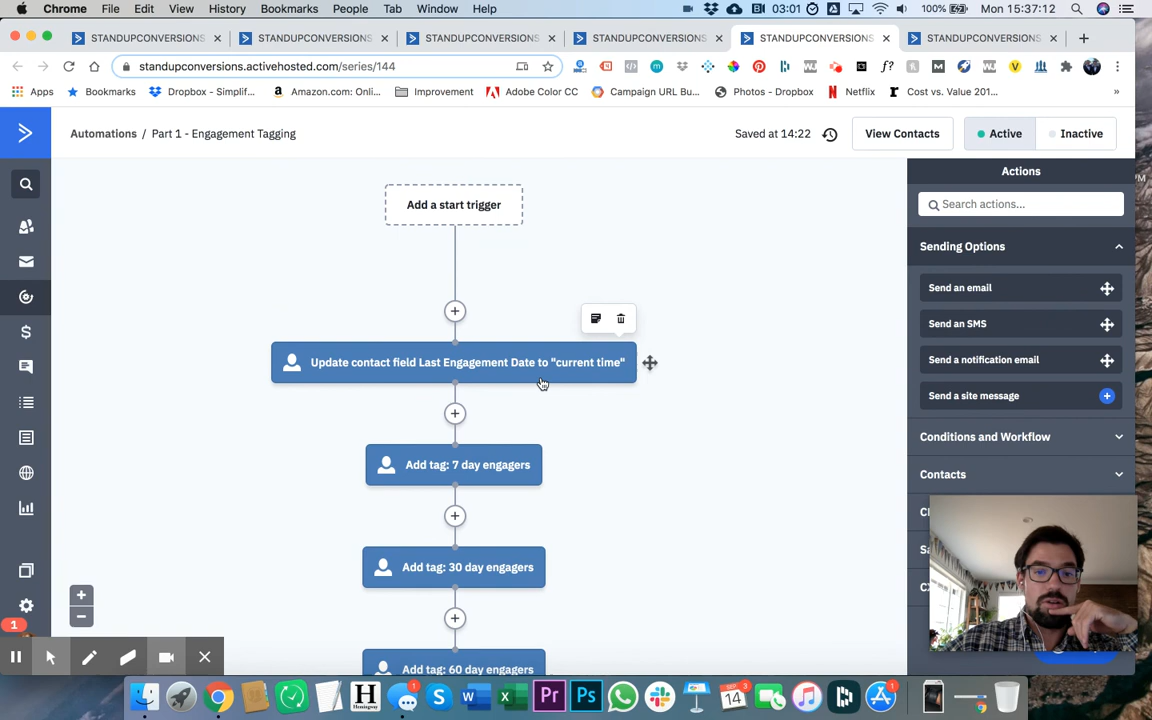 Chrome File Edit View History Bookmarks People Tab Window Help 03:01 100% Mon 15:37:12
STANDUPCONVERSIONS × STANDUPCONVERSIONS × STANDUPCONVERSIONS × STANDUPCONVERSIONS × STANDUPCONVERSIONS × STANDUPCONVERSIONS ×
standupconversions.activehosted.com/series/144
Apps Bookmarks Dropbox - Simplif... Amazon.com: Onli... Improvement Adobe Color CC Campaign URL Bu... Photos - Dropbox Netflix Cost vs. Value 201... »
Automations / Part 1 - Engagement Tagging Saved at 14:22 View Contacts Active Inactive
Actions
Search actions...
Add a start trigger
Sending Options
Send an email
Send an SMS
Send a notification email
Send a site message
Conditions and Workflow
Contacts
Update contact field Last Engagement Date to "current time"
Add tag: 7 day engagers
Add tag: 30 day engagers
Add tag: 60 day engagers
1
SEP 14
1